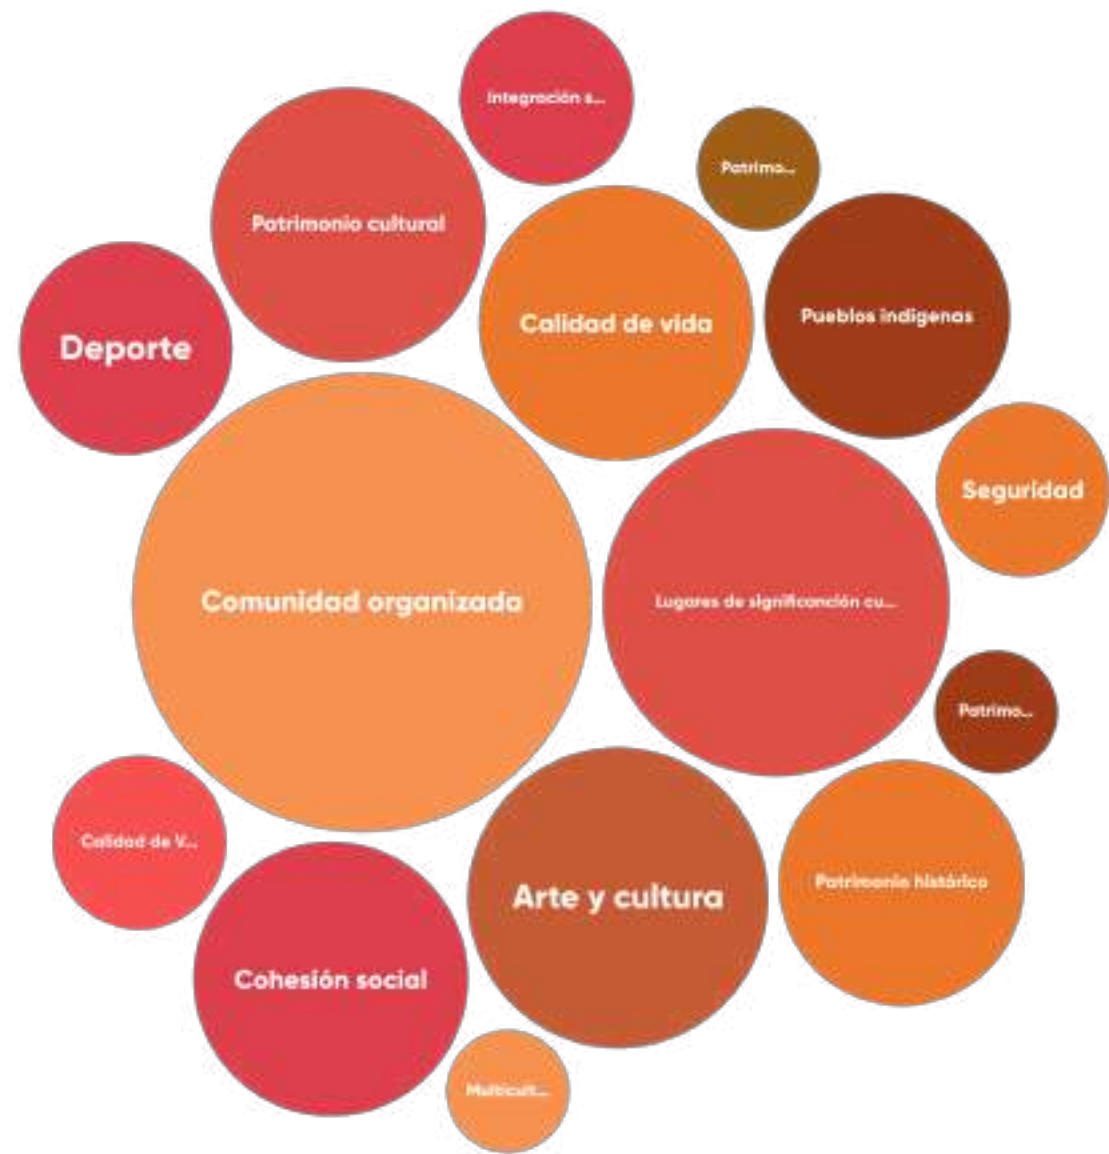 Integración s...
Patrimo...
Patrimonio cultural
Pueblos indígenas
Calidad de vida
Deporte
Seguridad
Comunidad organizada
Lugares de significanción cu...
Patrimo...
Calidad de V...
Patrimonio histórico
Arte y cultura
Cohesión social
Multicult...